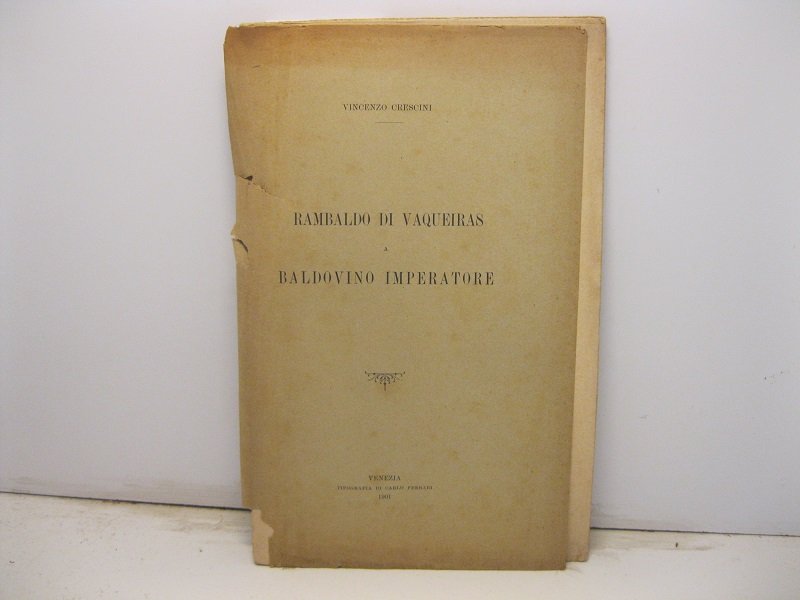 VINCENZO CRESCINI
RAMBALDO DI VAQUEIRAS
A
BALDOVINO IMPERATORE
VENEZIA
TIPOGRAFIA DI CARLO FERRARI
1901